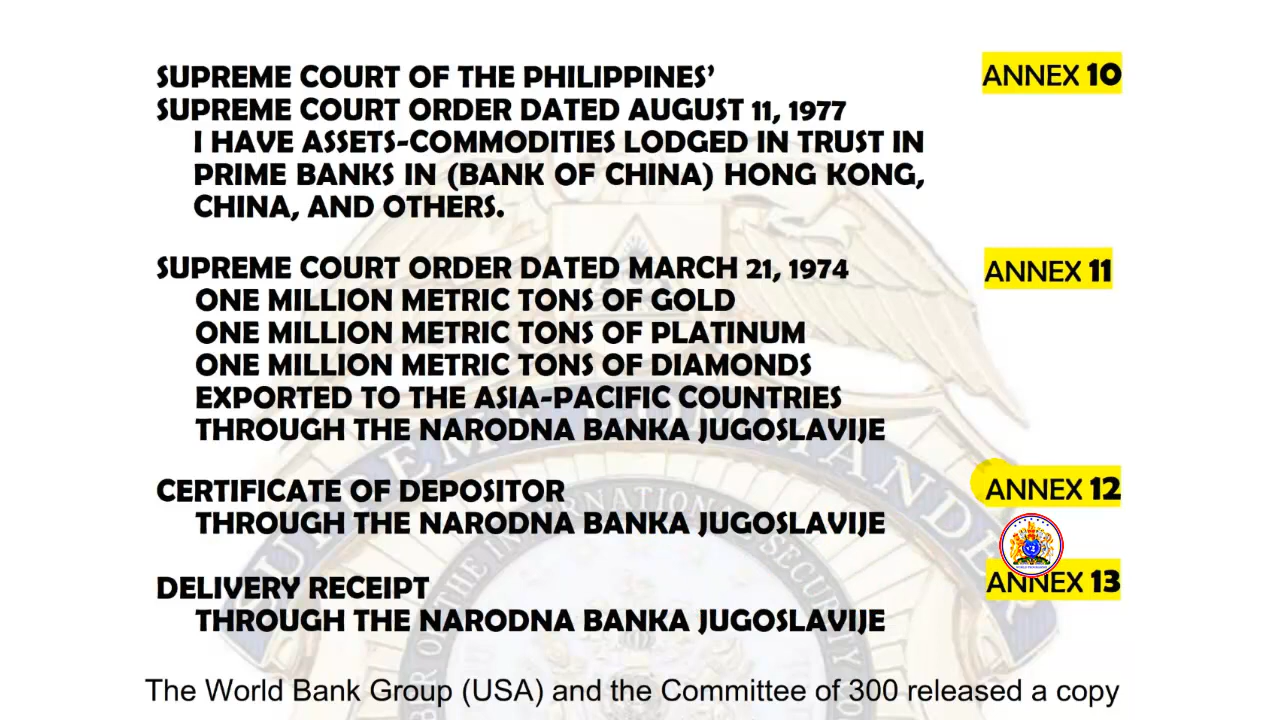 SUPREME COURT OF THE PHILIPPINES’
ANNEX 10
SUPREME COURT ORDER DATED AUGUST 11, 1977
I HAVE ASSETS-COMMODITIES LODGED IN TRUST IN
PRIME BANKS IN (BANK OF CHINA) HONG KONG,
CHINA, AND OTHERS.
SUPREME COURT ORDER DATED MARCH 21, 1974
ANNEX 11
ONE MILLION METRIC TONS OF GOLD
ONE MILLION METRIC TONS OF PLATINUM
ONE MILLION METRIC TONS OF DIAMONDS
EXPORTED TO THE ASIA-PACIFIC COUNTRIES
THROUGH THE NARODNA BANKA JUGOSLAVIJE
CERTIFICATE OF DEPOSITOR
ANNEX 12
THROUGH THE NARODNA BANKA JUGOSLAVIJE
DELIVERY RECEIPT
ANNEX 13
THROUGH THE NARODNA BANKA JUGOSLAVIJE
SUPREME COMMANDER
The World Bank Group (USA) and the Committee of 300 released a copy